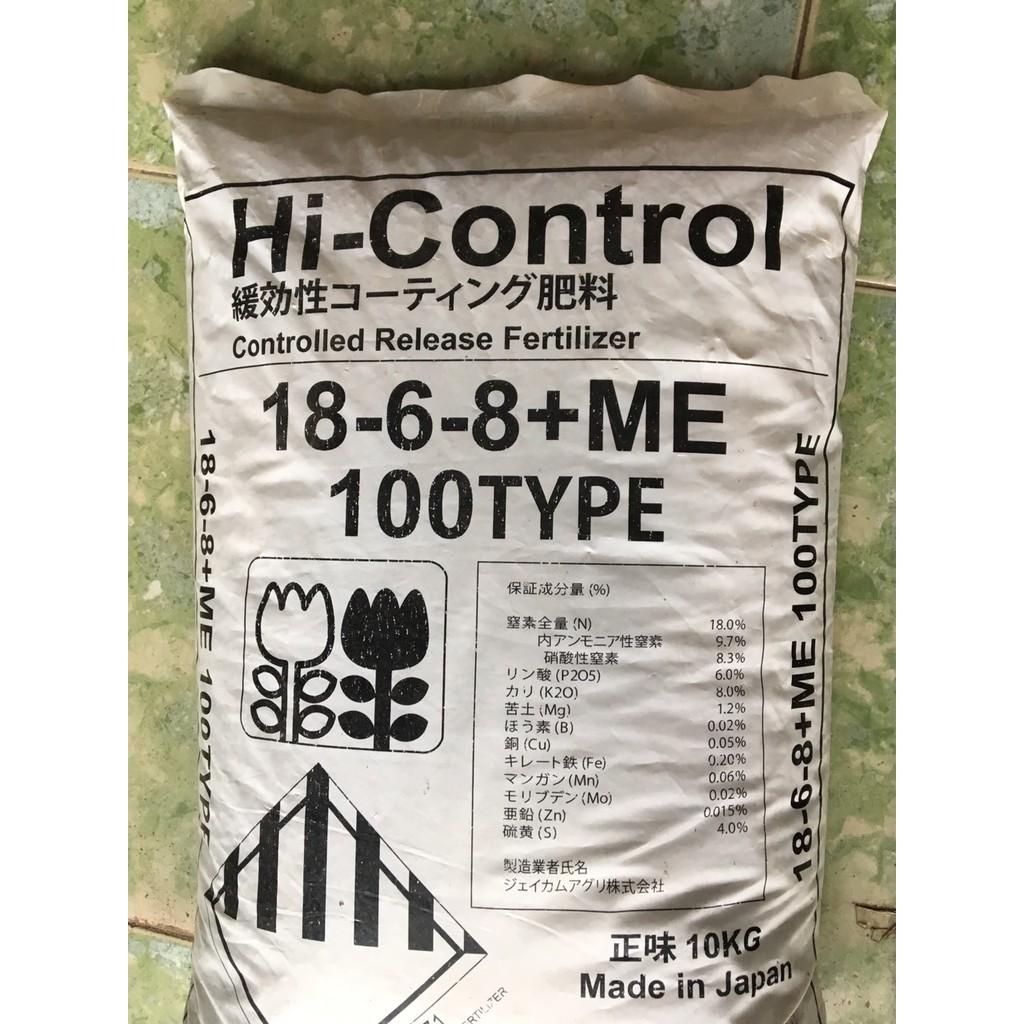 Hi-Control
緩効性コーティング肥料
Controlled Release Fertilizer
18-6-8+ME
100TYPE
18-6-8+ME 100TYPE
18-6-8+ME 100TYPE
保証成分量 (%)
窒素全量 (N) 18.0%
内アンモニア性窒素 9.7%
硝酸性窒素 8.3%
リン酸 (P2O5) 6.0%
カリ (K2O) 8.0%
苦土 (Mg) 1.2%
ほう素 (B) 0.02%
銅 (Cu) 0.05%
キレート鉄 (Fe) 0.20%
マンガン (Mn) 0.06%
モリブデン (Mo) 0.02%
亜鉛 (Zn) 0.015%
硫黄 (S) 4.0%
製造業者氏名
ジェイカムアグリ株式会社
正味 10KG
Made in Japan